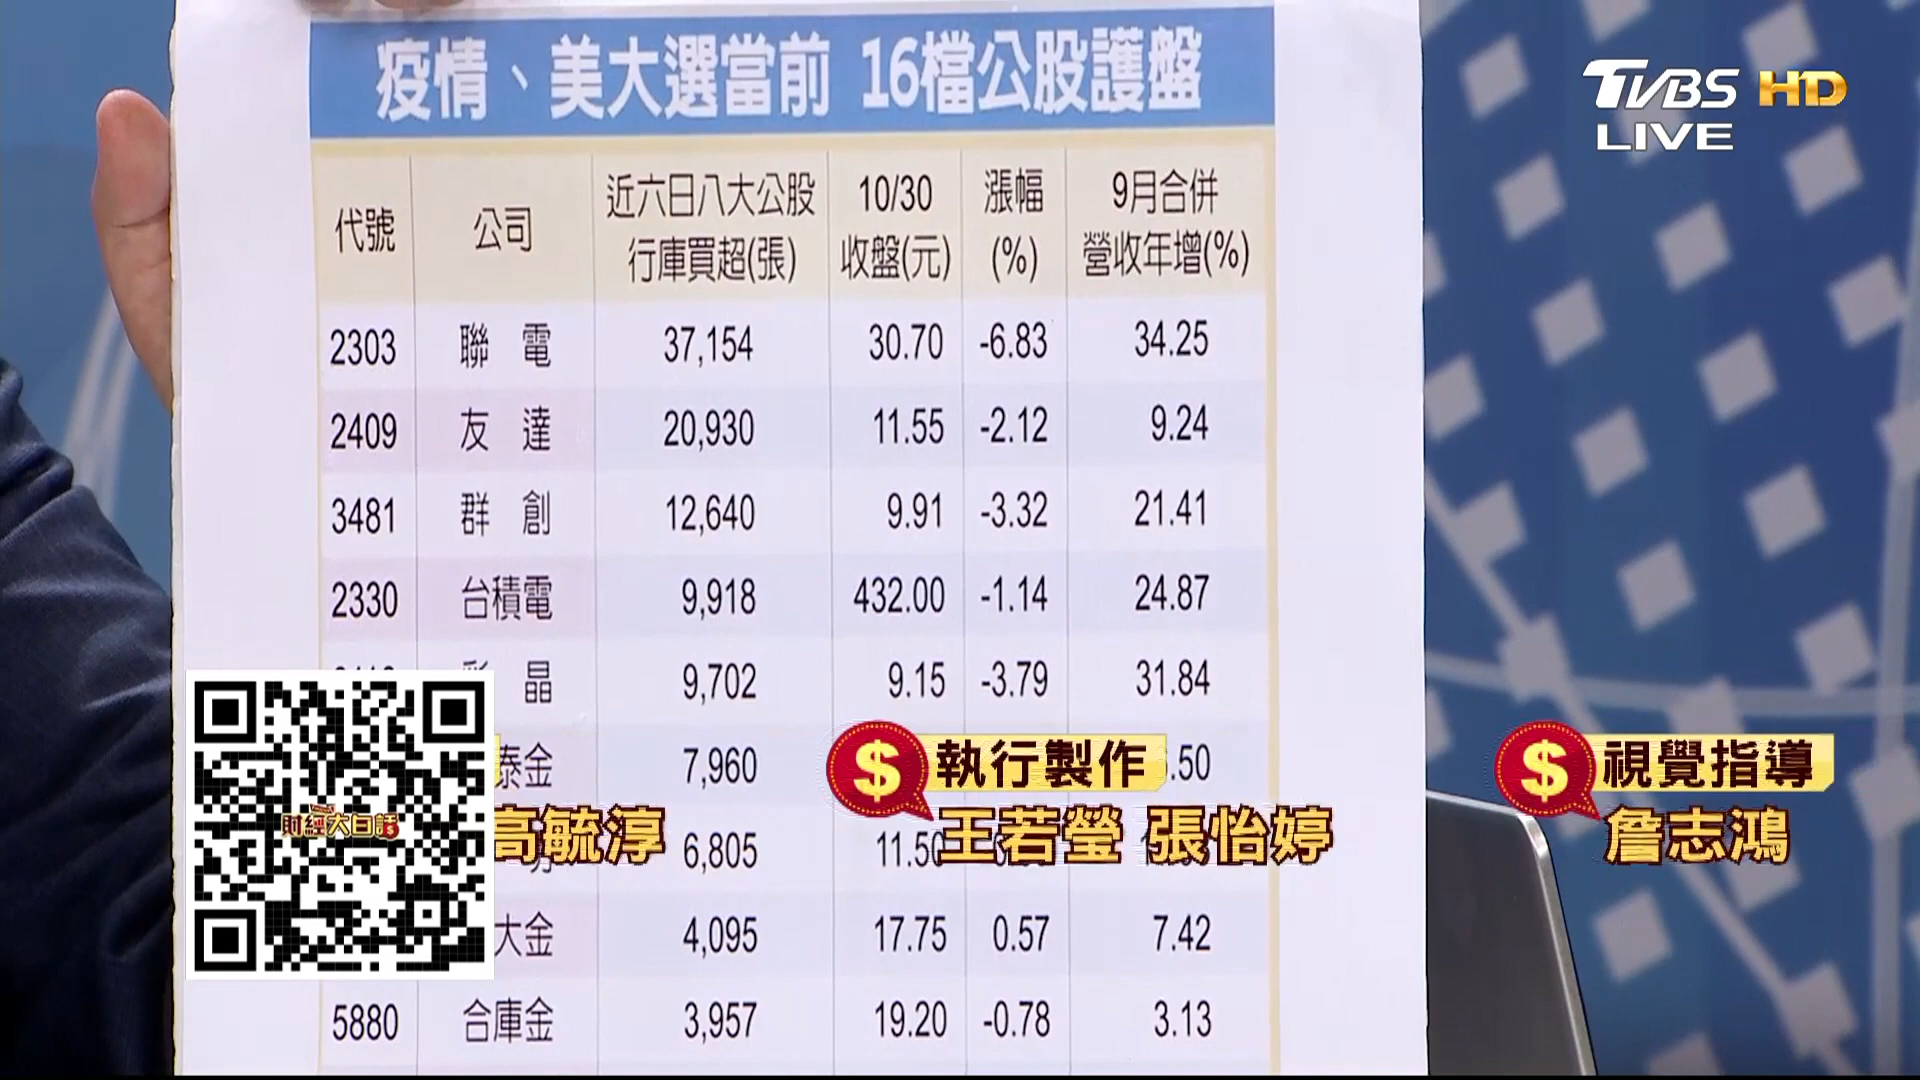 疫情、美大選當前 16檔公股護盤
TVBS HD
LIVE
代號 公司 近六日八大公股行庫買超(張) 10/30收盤(元) 漲幅(%) 9月合併營收年增(%)
2303 聯電 37,154 30.70 -6.83 34.25
2409 友達 20,930 11.55 -2.12 9.24
3481 群創 12,640 9.91 -3.32 21.41
2330 台積電 9,918 432.00 -1.14 24.87
晶 9,702 9.15 -3.79 31.84
泰金 7,960 .50
6,805 11.50
大金 4,095 17.75 0.57 7.42
5880 合庫金 3,957 19.20 -0.78 3.13
財經大白話
高毓淳
$ 執行製作
王若瑩 張怡婷
$ 視覺指導
詹志鴻